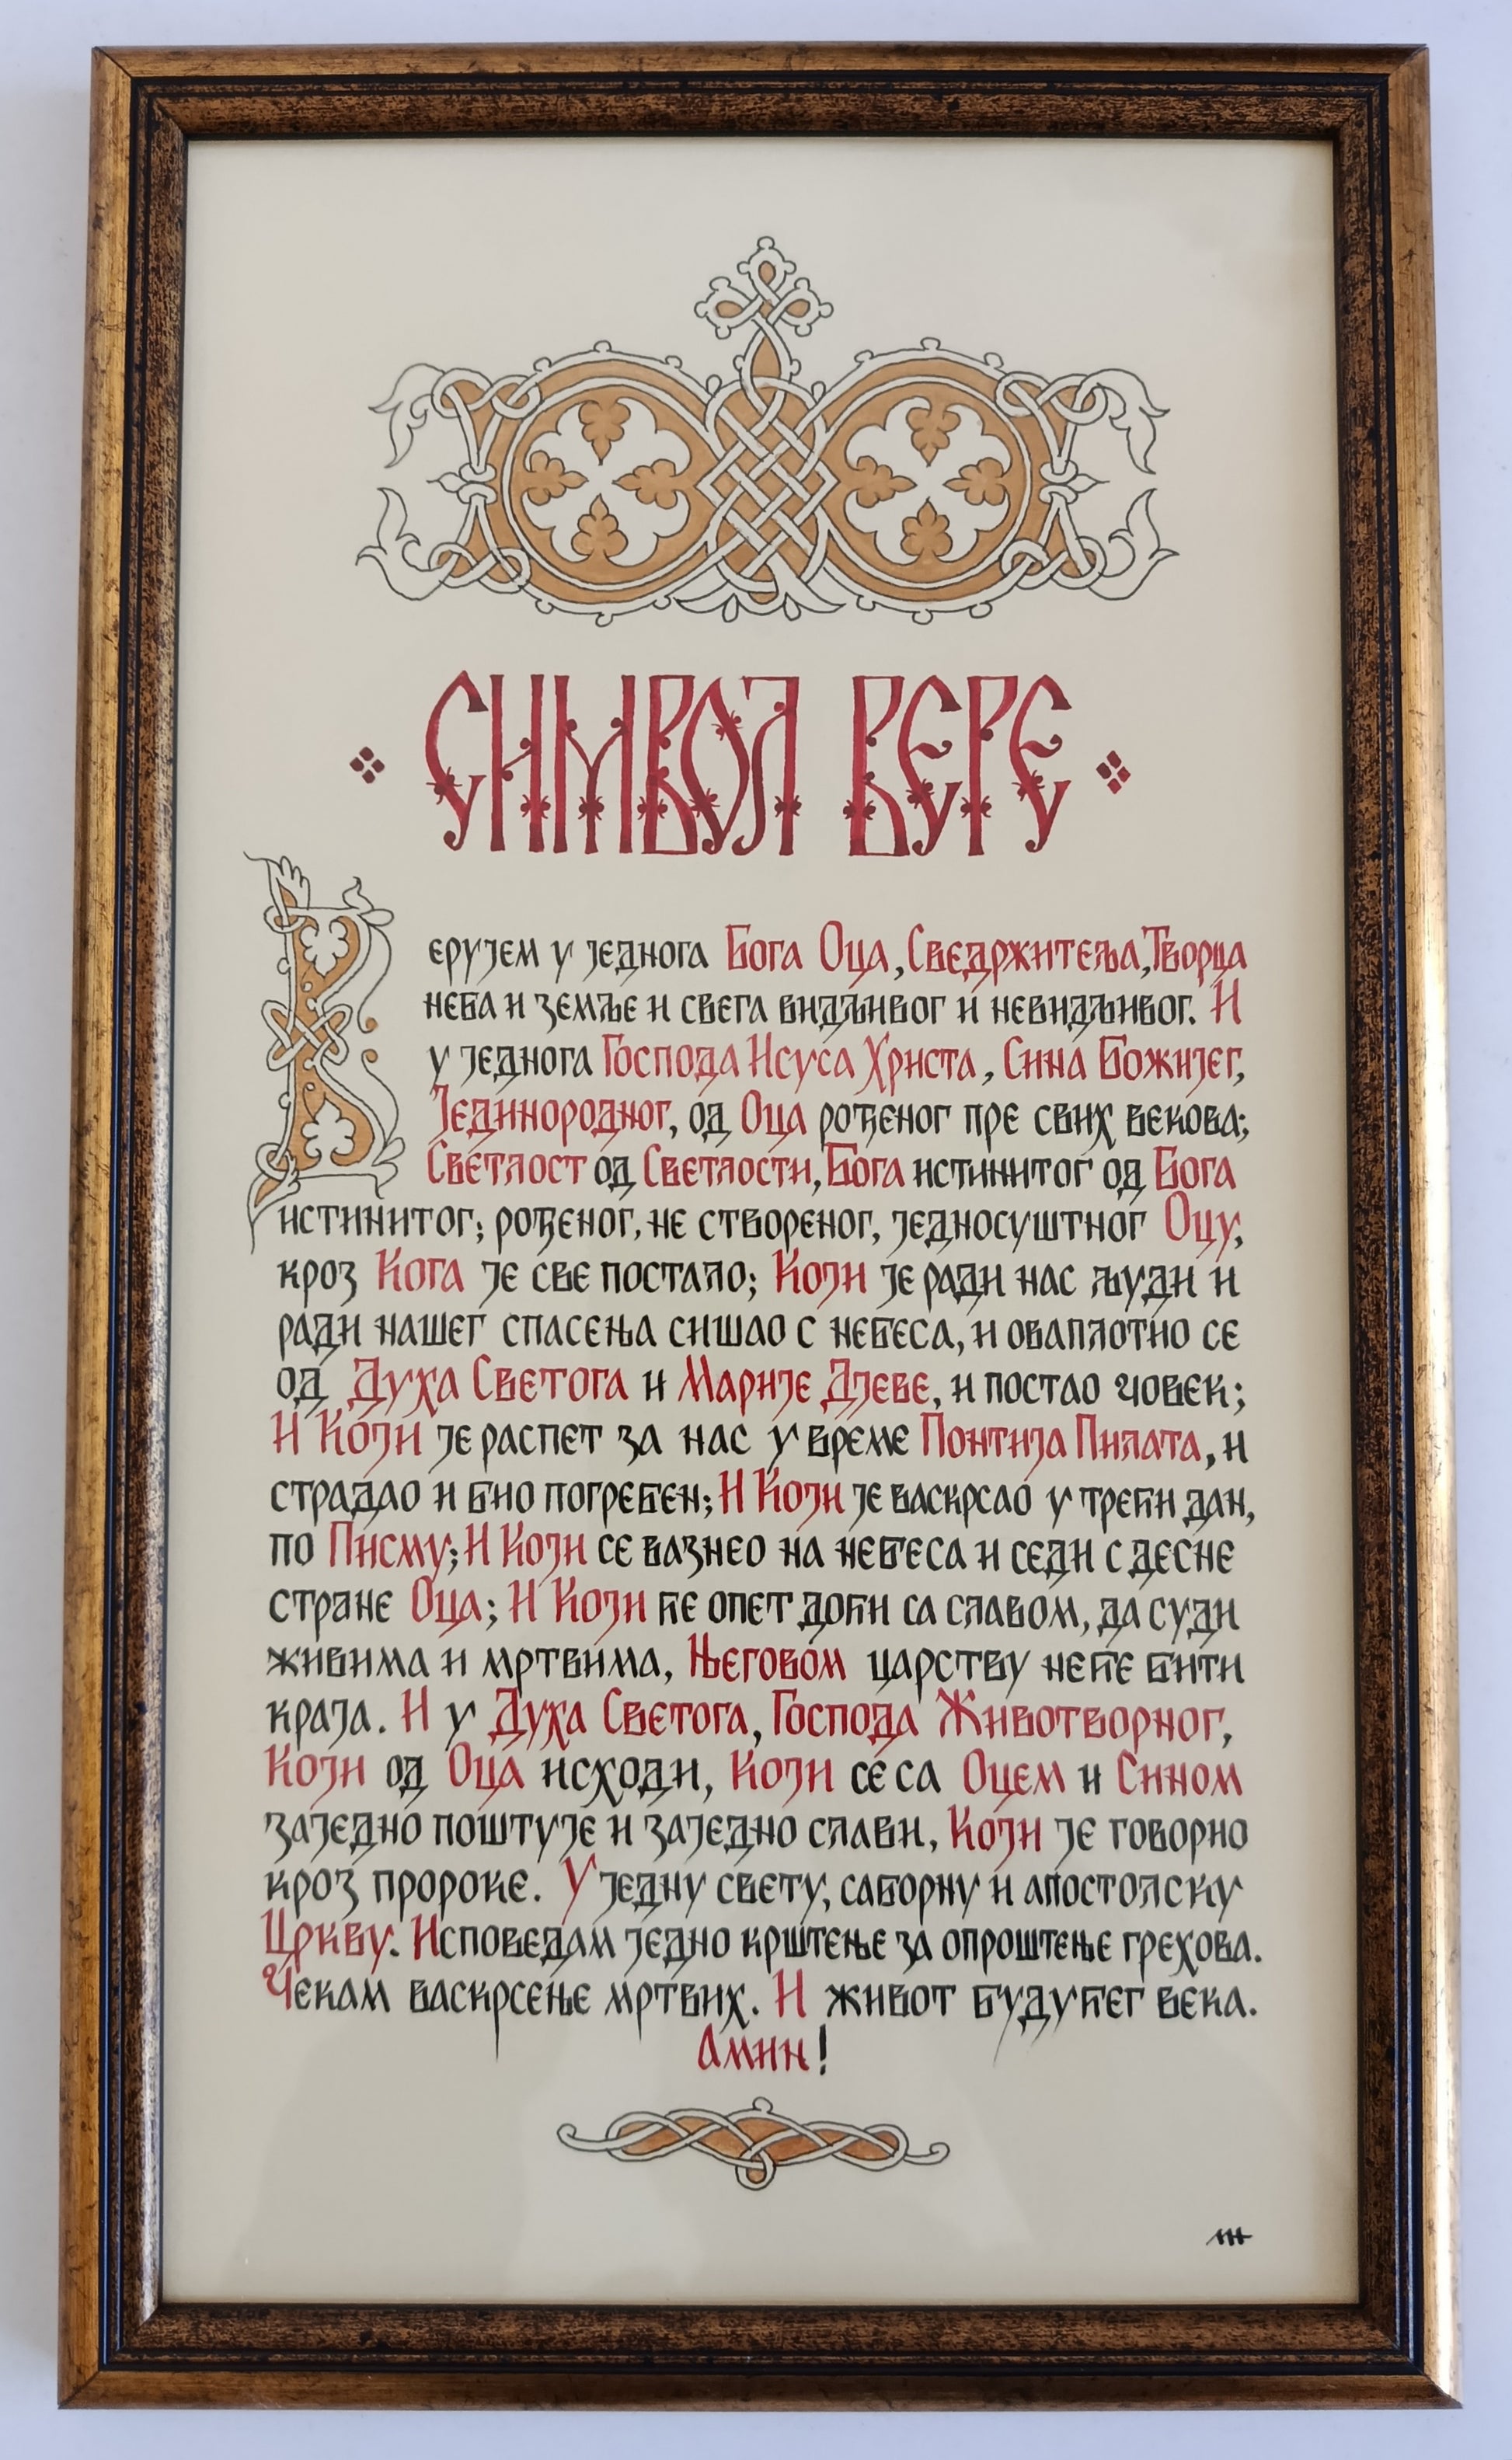 СИМВОЛ ВЕРЕ
Верујем у једнога Бога Оца, Сведржитеља, Творца
неба и земље и свега видљивог и невидљивог. И
у једнога Господа Исуса Христа, Сина Божијег,
Јединородног, од Оца рођеног пре свих векова;
Светлост од Светлости, Бога истинитог од Бога
истинитог; рођеног, не створеног, једносуштног Оцу,
кроз Кога је све постало; Који је ради нас људи и
ради нашег спасења сишао с небеса, и оваплотио се
од Духа Светога и Марије Дјеве, и постао човек;
И Који је распет за нас у време Понтија Пилата, и
страдао и био погребен; И Који је васкрсао у трећи дан,
по Писму; И Који се вазнео на небеса и седи с десне
стране Оца; И Који ће опет доћи са славом, да суди
живима и мртвима, Његовом царству неће бити
краја. И у Духа Светога, Господа Животворног,
Који од Оца исходи, Који се са Оцем и Сином
заједно поштује и заједно слави, Који је говорио
кроз пророке. У једну свету, саборну и апостолску
Цркву. Исповедам једно крштење за опроштење грехова.
Чекам васкрсење мртвих. И живот будућег века.
Амин!